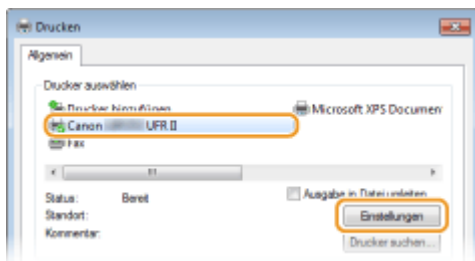 Drucken
Allgemein
Drucker auswählen
Drucker hinzufügen
Microsoft XPS Documen
Canon UFR II
Fax
Status: Bereit
Ausgabe in Datei umleiten
Standort:
Einstellungen
Kommentar:
Drucker suchen...